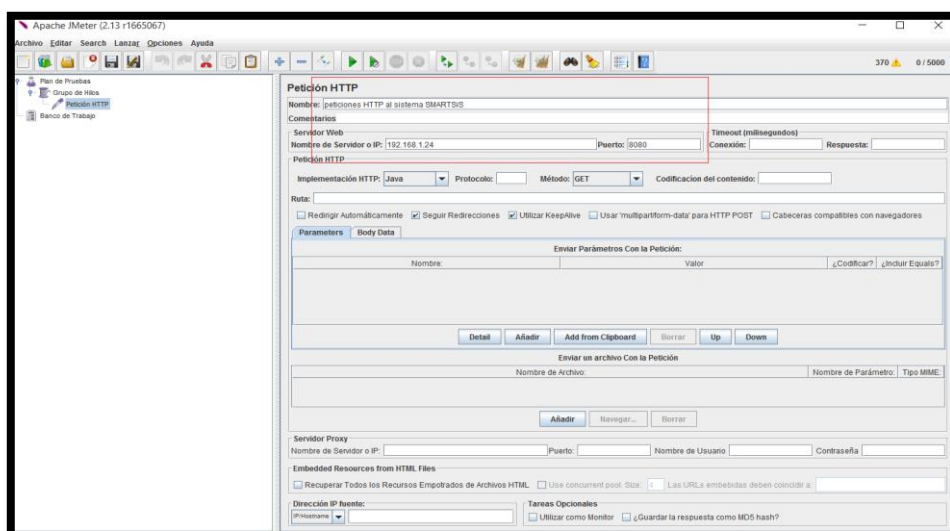 Apache JMeter (2.13 r1665067)
Archivo Editar Search Lanzar Opciones Ayuda
370 0 / 5000
Plan de Pruebas
Grupo de Hilos
Petición HTTP
Banco de Trabajo
Petición HTTP
Nombre: peticiones HTTP al sistema SMARTSIS
Comentarios
Servidor Web
Nombre de Servidor o IP: 192.168.1.24 Puerto: 8080
Timeout (milisegundos)
Conexión: Respuesta:
Petición HTTP
Implementación HTTP: Java Protocolo: Método: GET Codificacion del contenido:
Ruta:
Redirigir Automáticamente Seguir Redirecciones Utilizar KeepAlive Usar 'multipart/form-data' para HTTP POST Cabeceras compatibles con navegadores
Parameters Body Data
Enviar Parámetros Con la Petición:
Nombre: Valor ¿Codificar? ¿Incluir Equals?
Detail Añadir Add from Clipboard Borrar Up Down
Enviar un archivo Con la Petición
Nombre de Archivo: Nombre de Parámetro: Tipo MIME:
Añadir Navegar... Borrar
Servidor Proxy
Nombre de Servidor o IP: Puerto: Nombre de Usuario Contraseña
Embedded Resources from HTML Files
Recuperar Todos los Recursos Empotrados de Archivos HTML Use concurrent pool. Size: 4 Las URLs embebidas deben coincidir a:
Dirección IP fuente:
IP/Hostname
Tareas Opcionales
Utilizar como Monitor ¿Guardar la respuesta como MD5 hash?